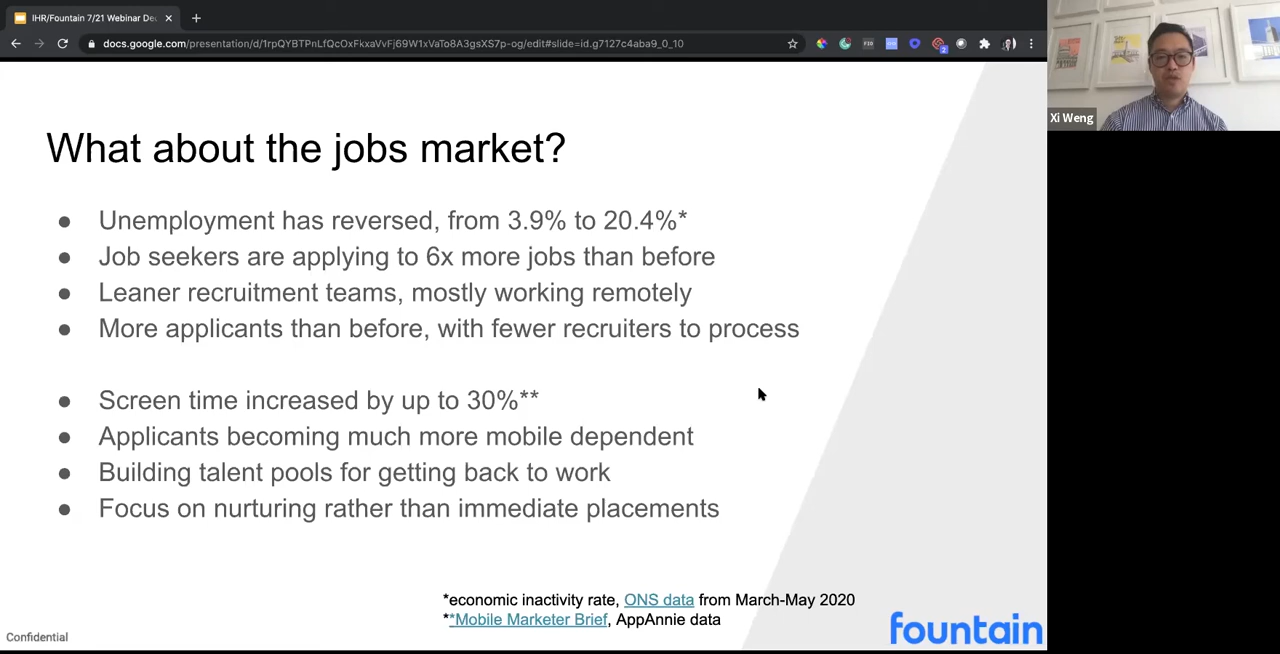 IHR/Fountain 7/21 Webinar De
docs.google.com/presentation/d/1rpQYBTPnLfQcOxFkxaVvFj69W1xVaTo8A3gsXS7p-og/edit#slide=id.g7127c4aba9_0_10
Xi Weng
What about the jobs market?
● Unemployment has reversed, from 3.9% to 20.4%*
● Job seekers are applying to 6x more jobs than before
● Leaner recruitment teams, mostly working remotely
● More applicants than before, with fewer recruiters to process
● Screen time increased by up to 30%**
● Applicants becoming much more mobile dependent
● Building talent pools for getting back to work
● Focus on nurturing rather than immediate placements
*economic inactivity rate, ONS data from March-May 2020
**Mobile Marketer Brief, AppAnnie data
Confidential
fountain